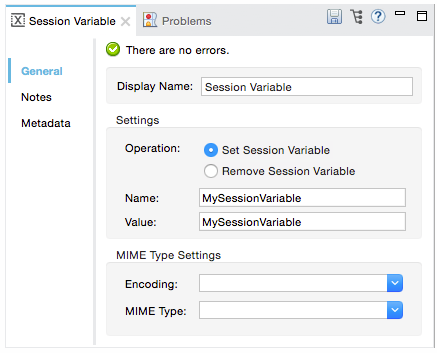 Session Variable
Problems
There are no errors.
General
Notes
Metadata
Display Name: Session Variable
Settings
Operation: Set Session Variable
Remove Session Variable
Name: MySessionVariable
Value: MySessionVariable
MIME Type Settings
Encoding:
MIME Type: